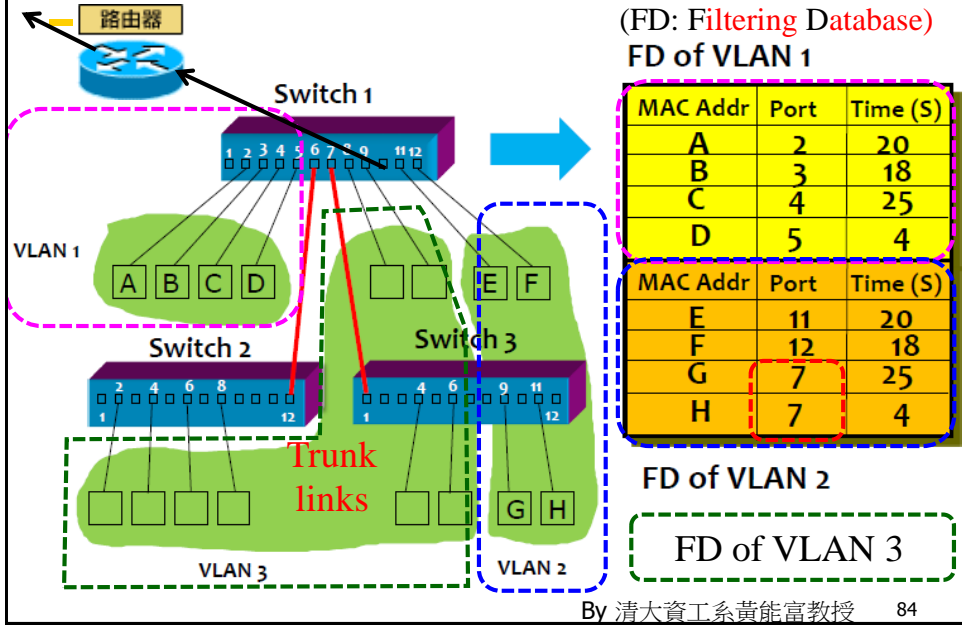 路由器
(FD: Filtering Database)
FD of VLAN 1
Switch 1
1 2 3 4 5 6 7 8 9 11 12
MAC Addr Port Time (S)
A 2 20
B 3 18
C 4 25
D 5 4
VLAN 1
A B C D
E F
MAC Addr Port Time (S)
E 11 20
F 12 18
G 7 25
H 7 4
Switch 2
2 4 6 8
1 12
Switch 3
4 6 9 11
1 12
Trunk
links
G H
VLAN 3
VLAN 2
FD of VLAN 2
FD of VLAN 3
By 清大資工系黃能富教授 84